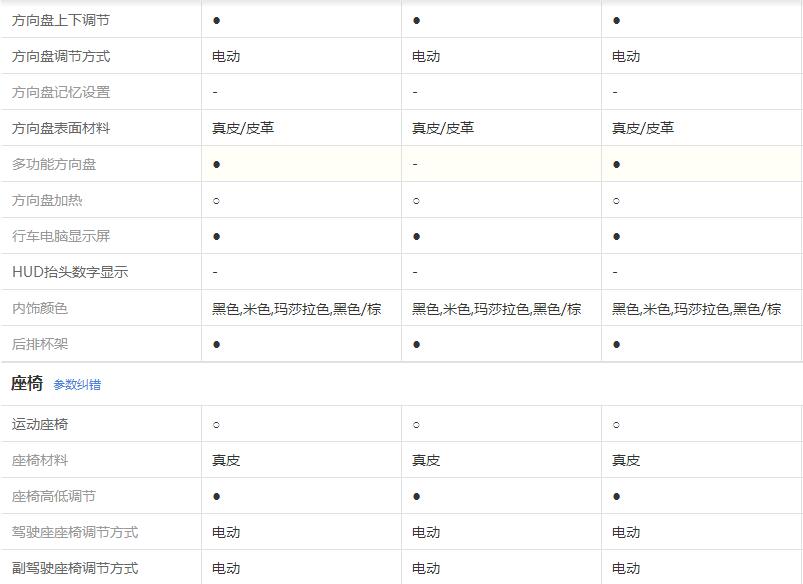 方向盘上下调节 ● ● ●
方向盘调节方式 电动 电动 电动
方向盘记忆设置 - - -
方向盘表面材料 真皮/皮革 真皮/皮革 真皮/皮革
多功能方向盘 ● - ●
方向盘加热 ○ ○ ○
行车电脑显示屏 ● ● ●
HUD抬头数字显示 - - -
内饰颜色 黑色,米色,玛莎拉色,黑色/棕 黑色,米色,玛莎拉色,黑色/棕 黑色,米色,玛莎拉色,黑色/棕
后排杯架 ● ● ●
座椅 参数纠错
运动座椅 ○ ○ ○
座椅材料 真皮 真皮 真皮
座椅高低调节 ● ● ●
驾驶座座椅调节方式 电动 电动 电动
副驾驶座椅调节方式 电动 电动 电动